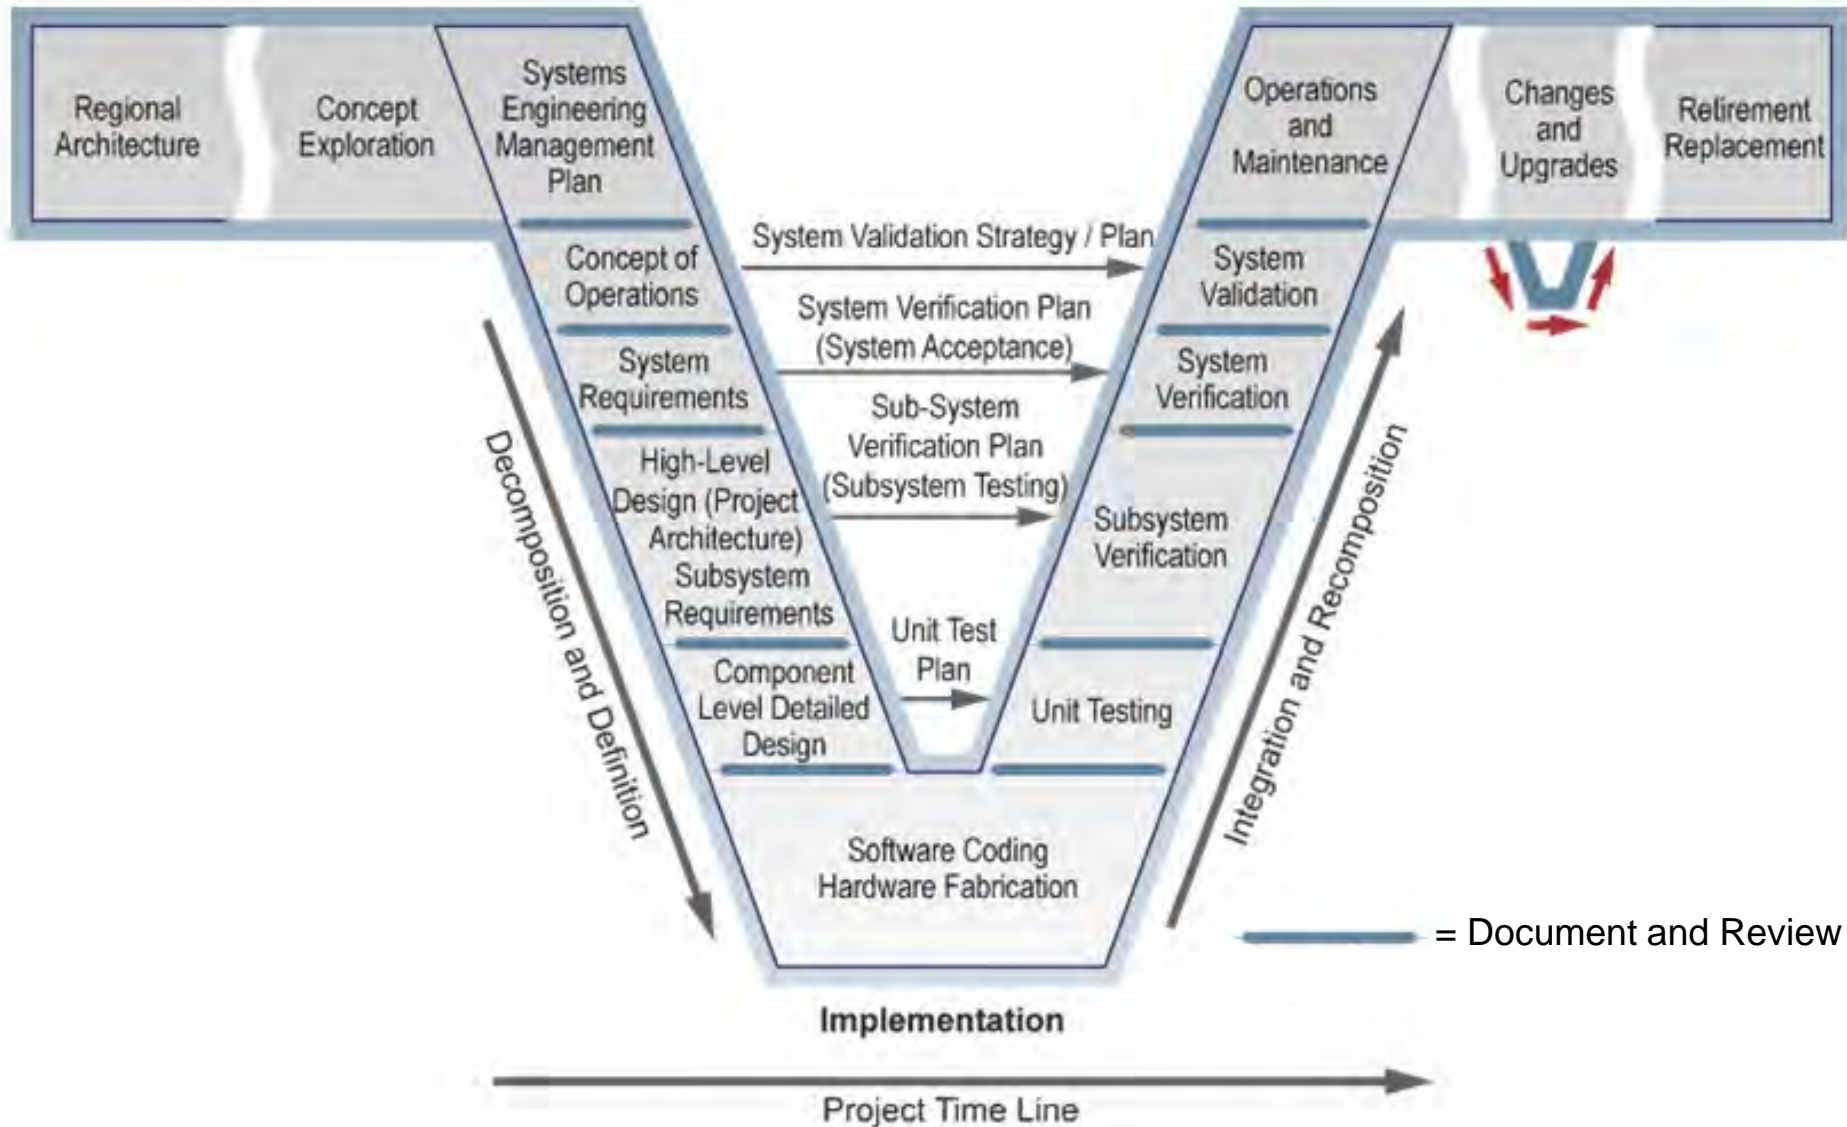 Regional
Architecture
Concept
Exploration
Systems
Engineering
Management
Plan
Operations
and
Maintenance
Changes
and
Upgrades
Retirement
Replacement
Concept of
Operations
System Validation Strategy / Plan
System
Validation
System
Requirements
System Verification Plan
(System Acceptance)
System
Verification
High-Level
Design (Project
Architecture)
Subsystem
Requirements
Sub-System
Verification Plan
(Subsystem Testing)
Subsystem
Verification
Component
Level Detailed
Design
Unit Test
Plan
Unit Testing
Decomposition and Definition
Integration and Recomposition
Software Coding
Hardware Fabrication
= Document and Review
Implementation
Project Time Line